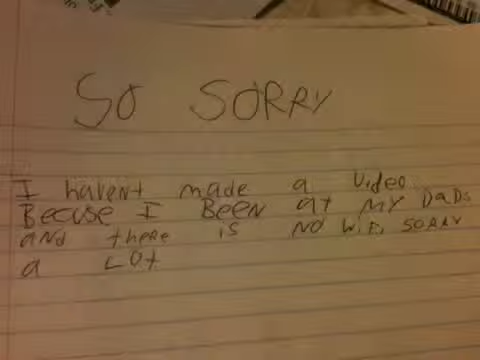 SO SORRY
I havent made a video
Becuse I BEEN at MY DaDs
aND there is NO WiFi SORRY
a LOt